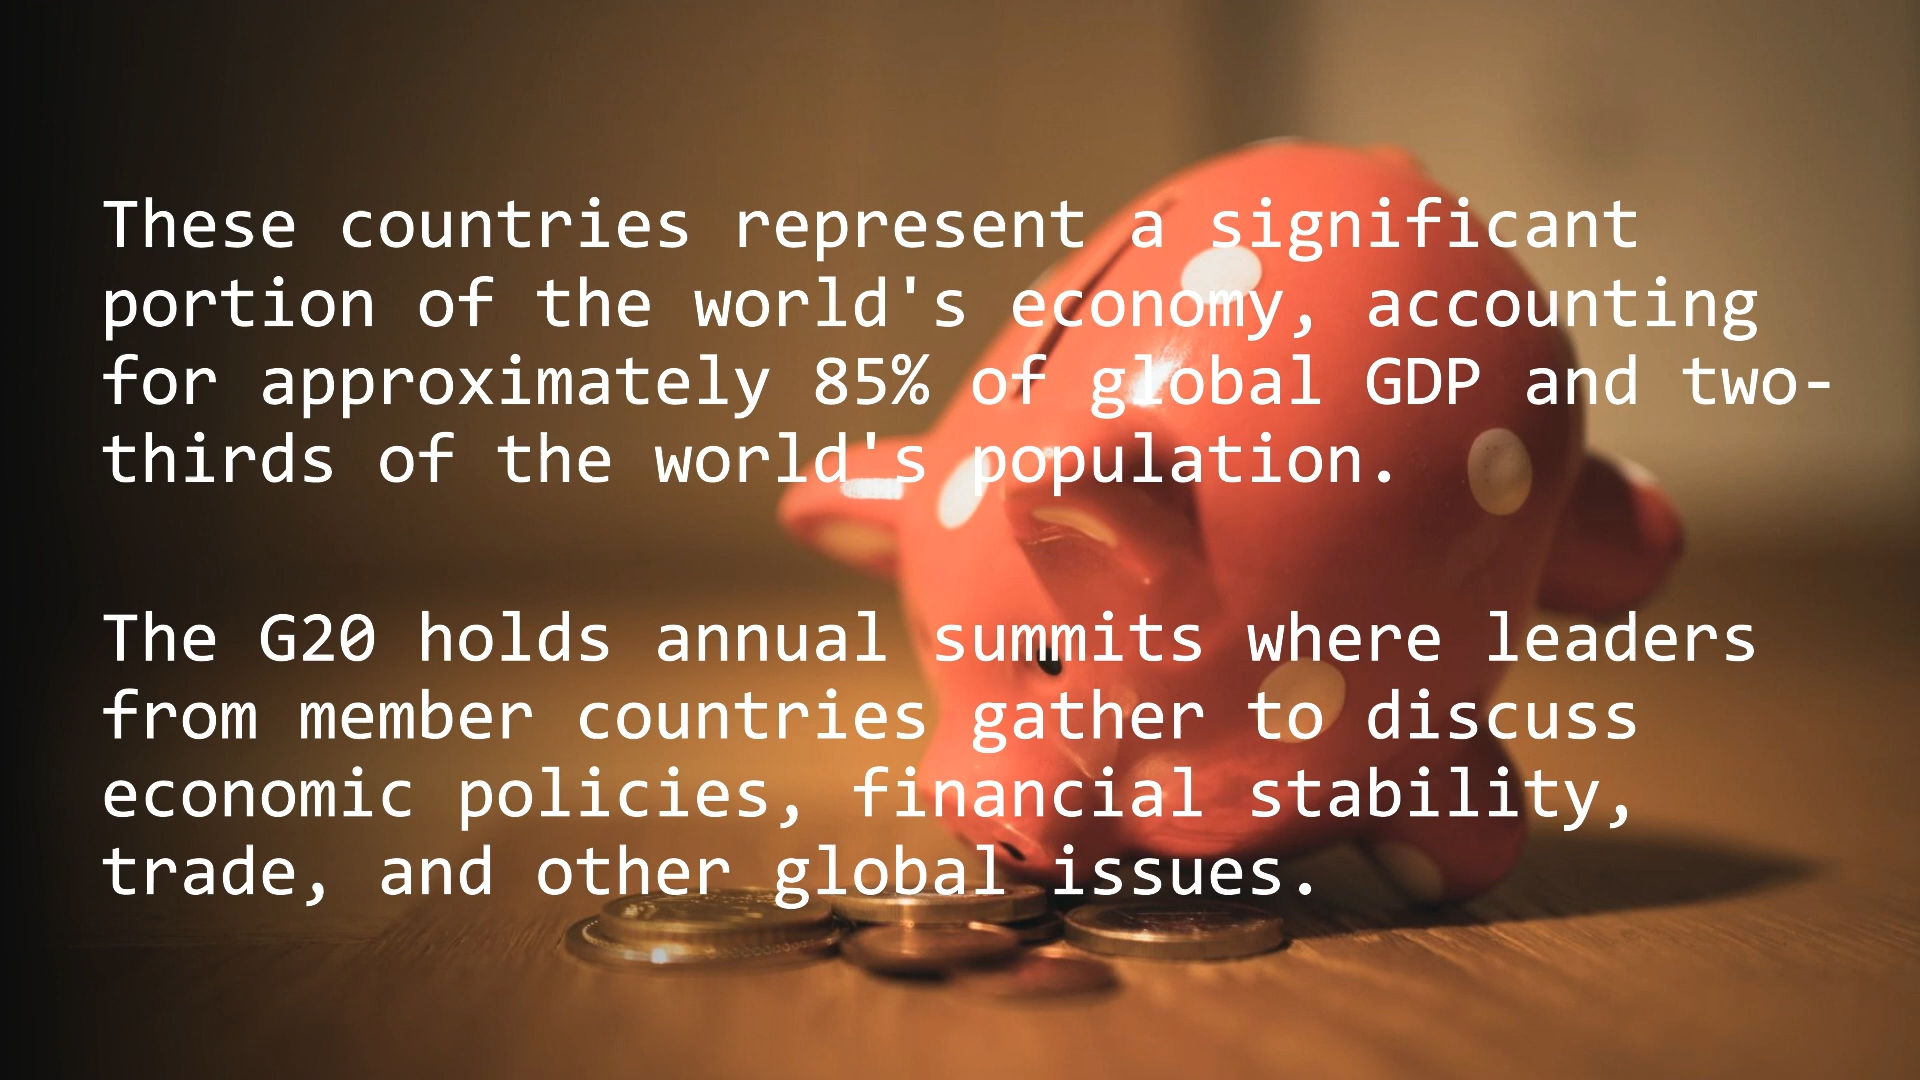 These countries represent a significant
portion of the world's economy, accounting
for approximately 85% of global GDP and two-
thirds of the world's population.
The G20 holds annual summits where leaders
from member countries gather to discuss
economic policies, financial stability,
trade, and other global issues.